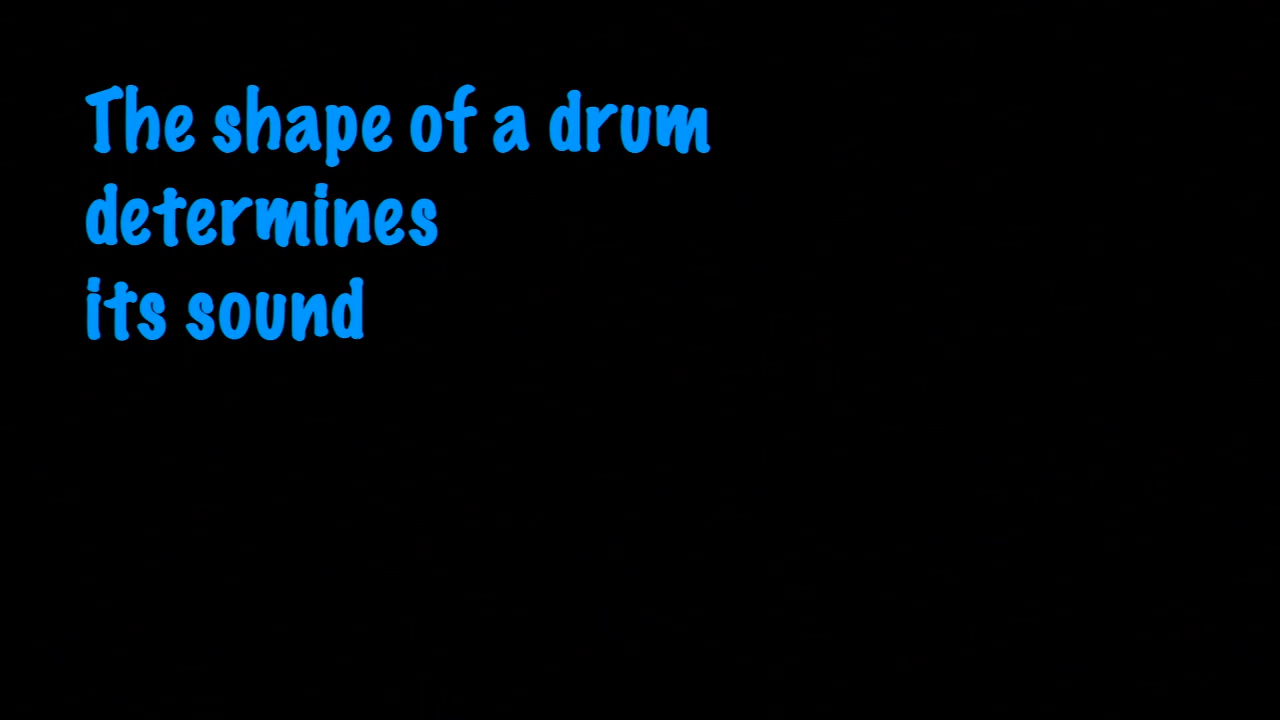 The shape of a drum
determines
its sound